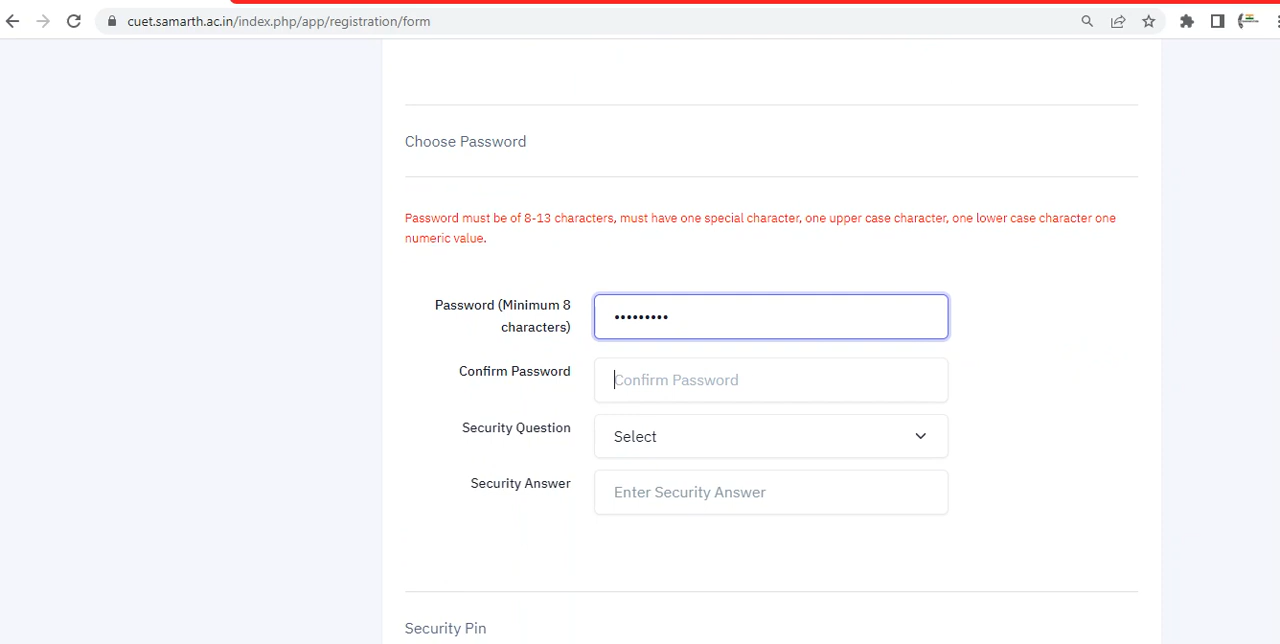 cuet.samarth.ac.in/index.php/app/registration/form
Choose Password
Password must be of 8-13 characters, must have one special character, one upper case character, one lower case character one
numeric value.
Password (Minimum 8
characters)
•••••••••
Confirm Password
Confirm Password
Security Question
Select
Security Answer
Enter Security Answer
Security Pin